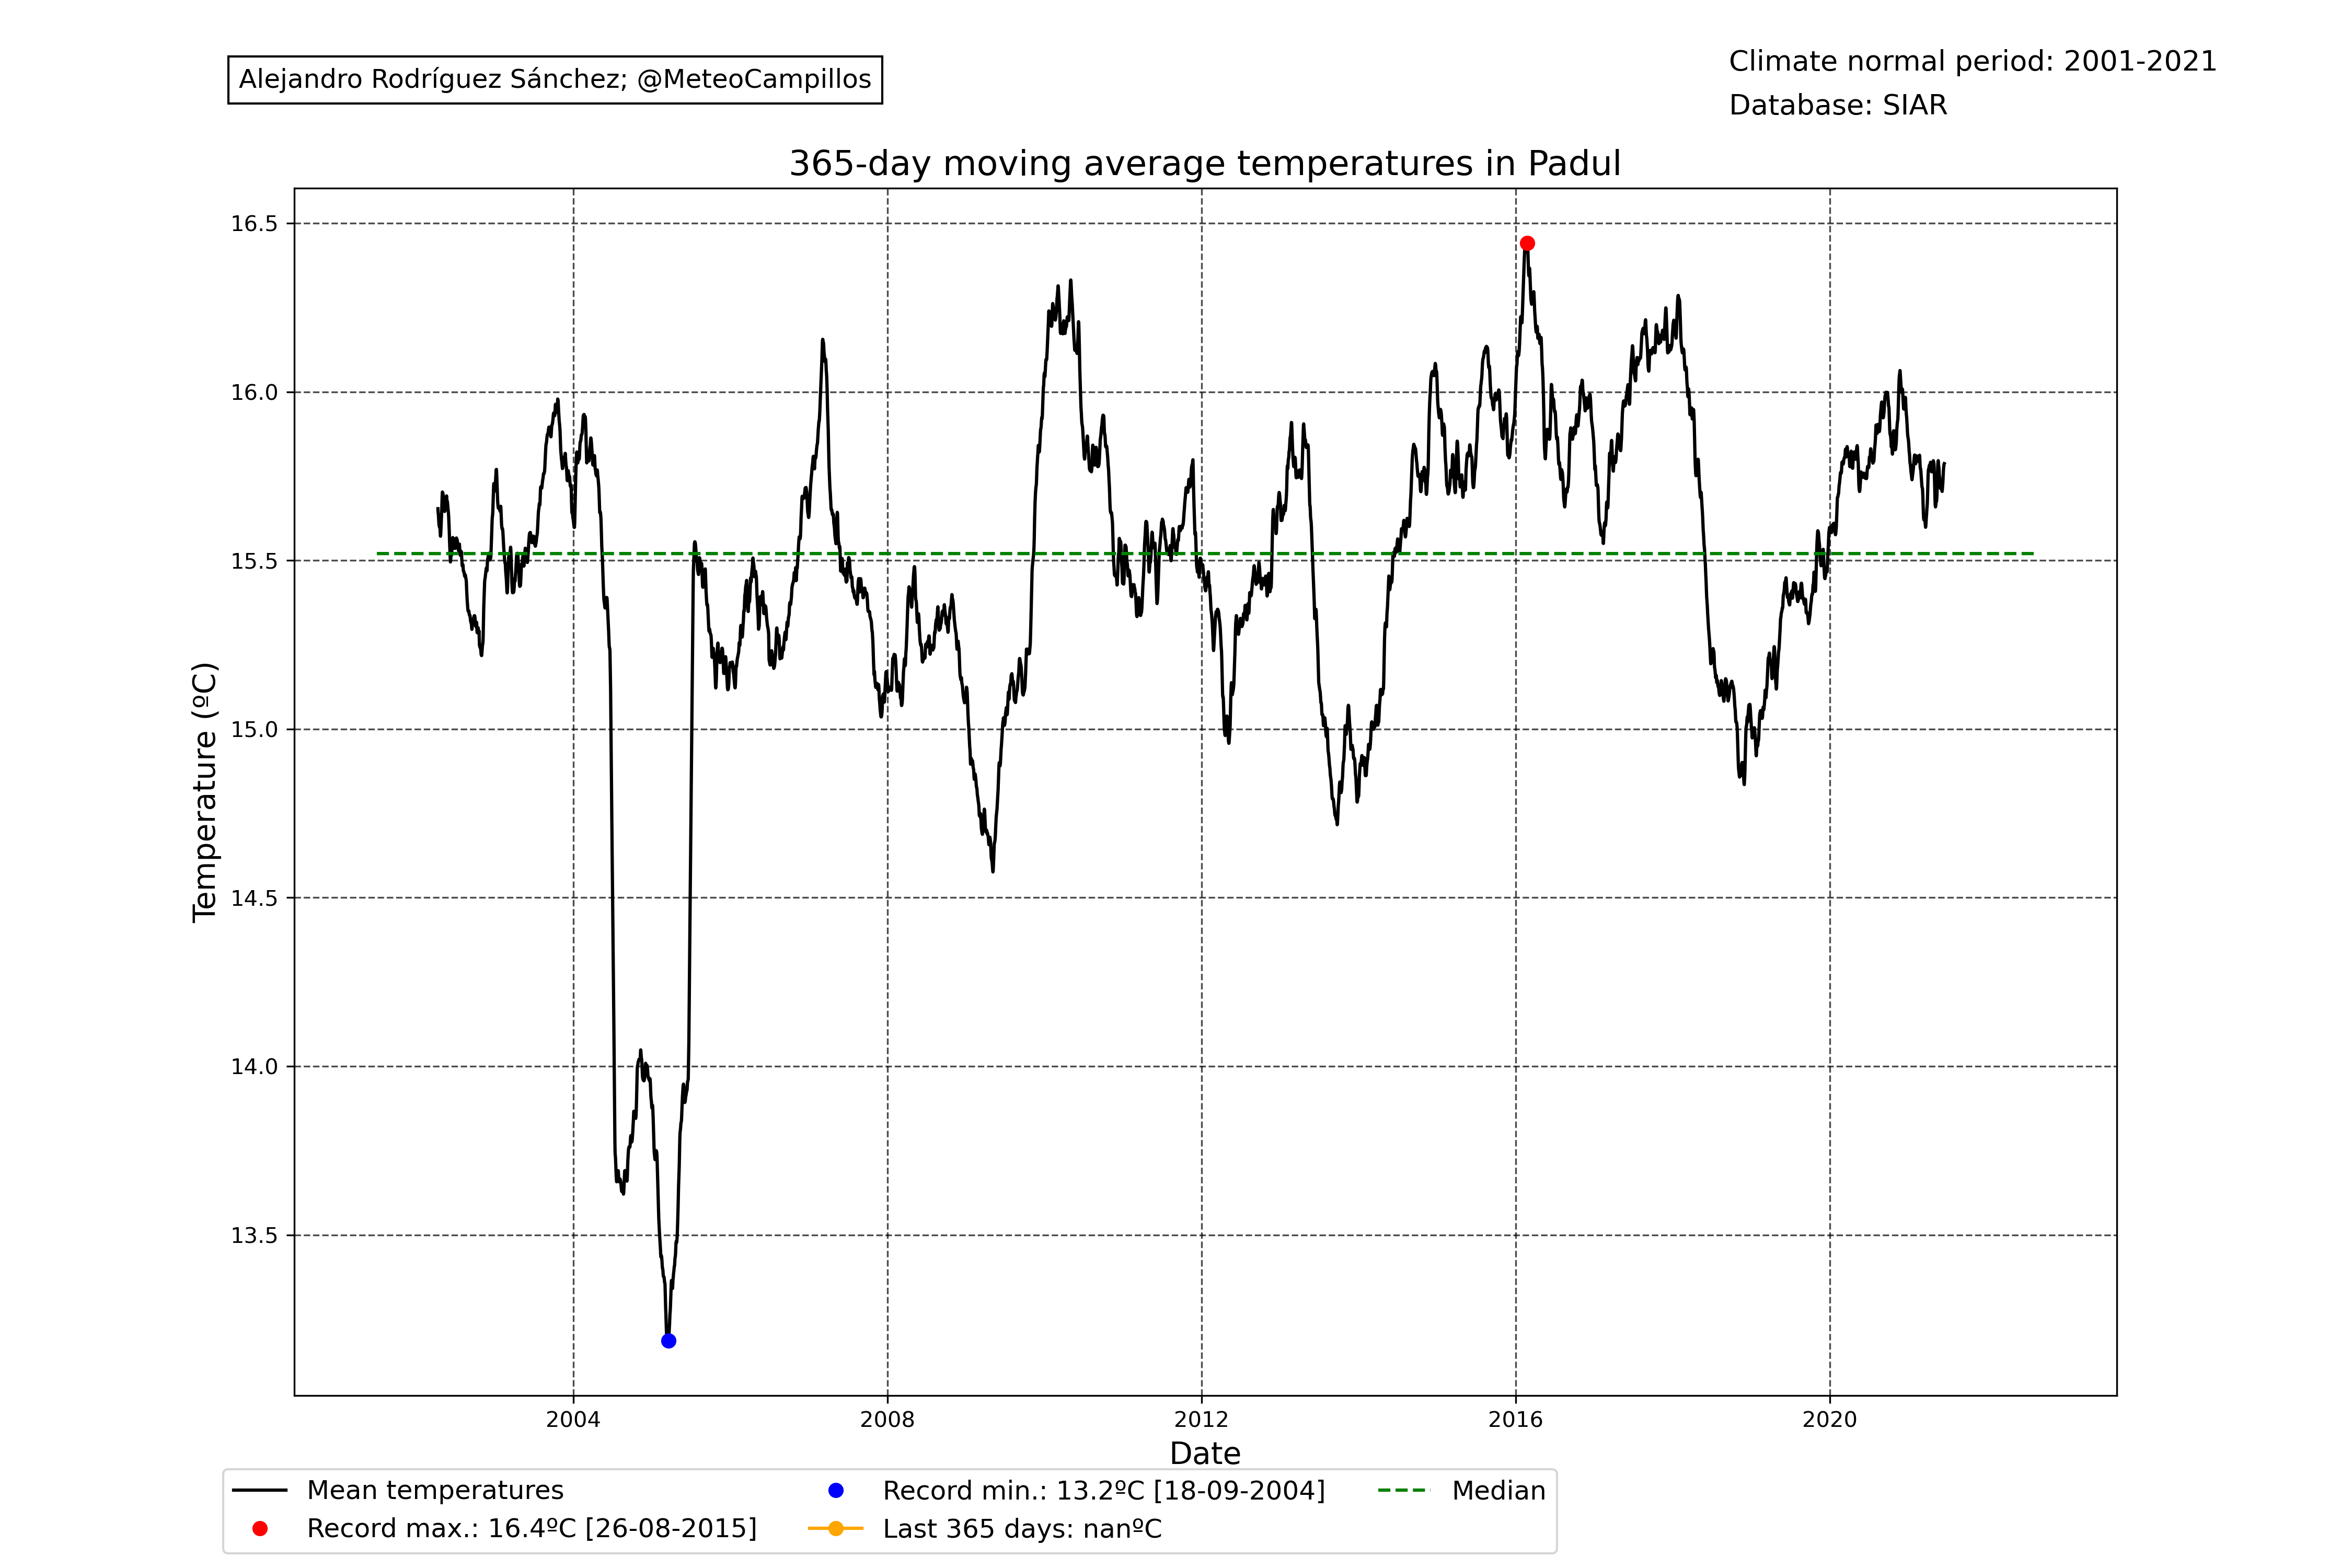 Alejandro Rodríguez Sánchez; @MeteoCampillos
Climate normal period: 2001-2021
Database: SIAR
365-day moving average temperatures in Padul
Temperature (ºC)
16.5
16.0
15.5
15.0
14.5
14.0
13.5
2004 2008 2012 2016 2020
Date
Mean temperatures
Record max.: 16.4ºC [26-08-2015]
Record min.: 13.2ºC [18-09-2004]
Last 365 days: nanºC
Median